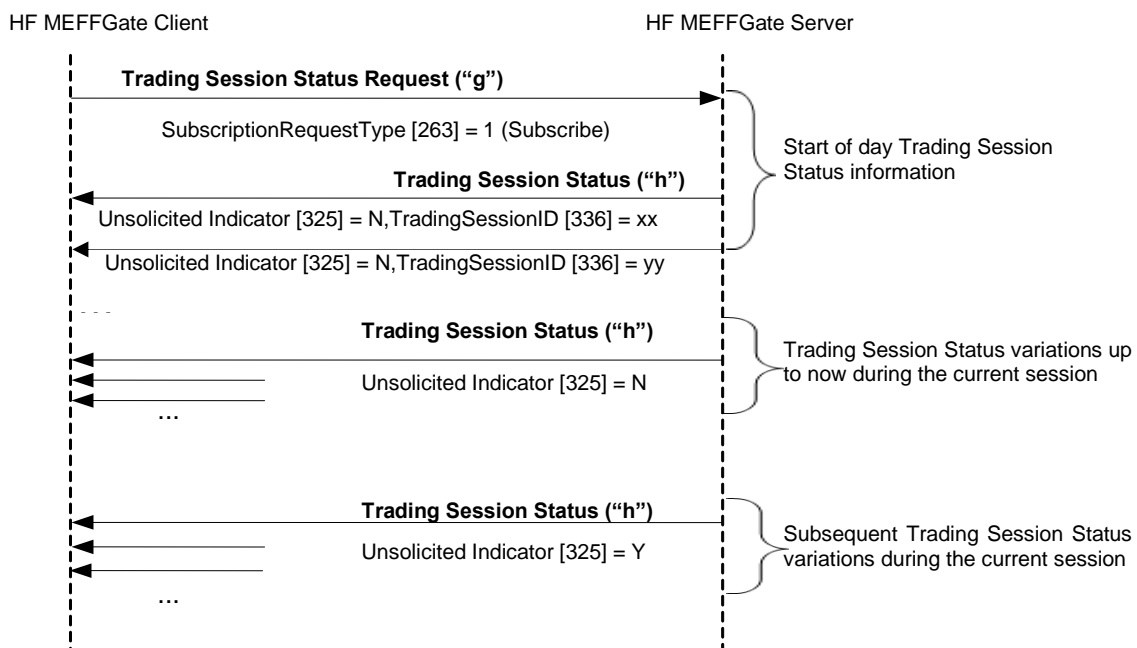 HF MEFFGate Client
HF MEFFGate Server
Trading Session Status Request (“g”)
SubscriptionRequestType [263] = 1 (Subscribe)
Start of day Trading Session
Status information
Trading Session Status (“h”)
Unsolicited Indicator [325] = N,TradingSessionID [336] = xx
Unsolicited Indicator [325] = N,TradingSessionID [336] = yy
...
Trading Session Status (“h”)
Unsolicited Indicator [325] = N
Trading Session Status variations up
to now during the current session
...
Trading Session Status (“h”)
Unsolicited Indicator [325] = Y
Subsequent Trading Session Status
variations during the current session
...